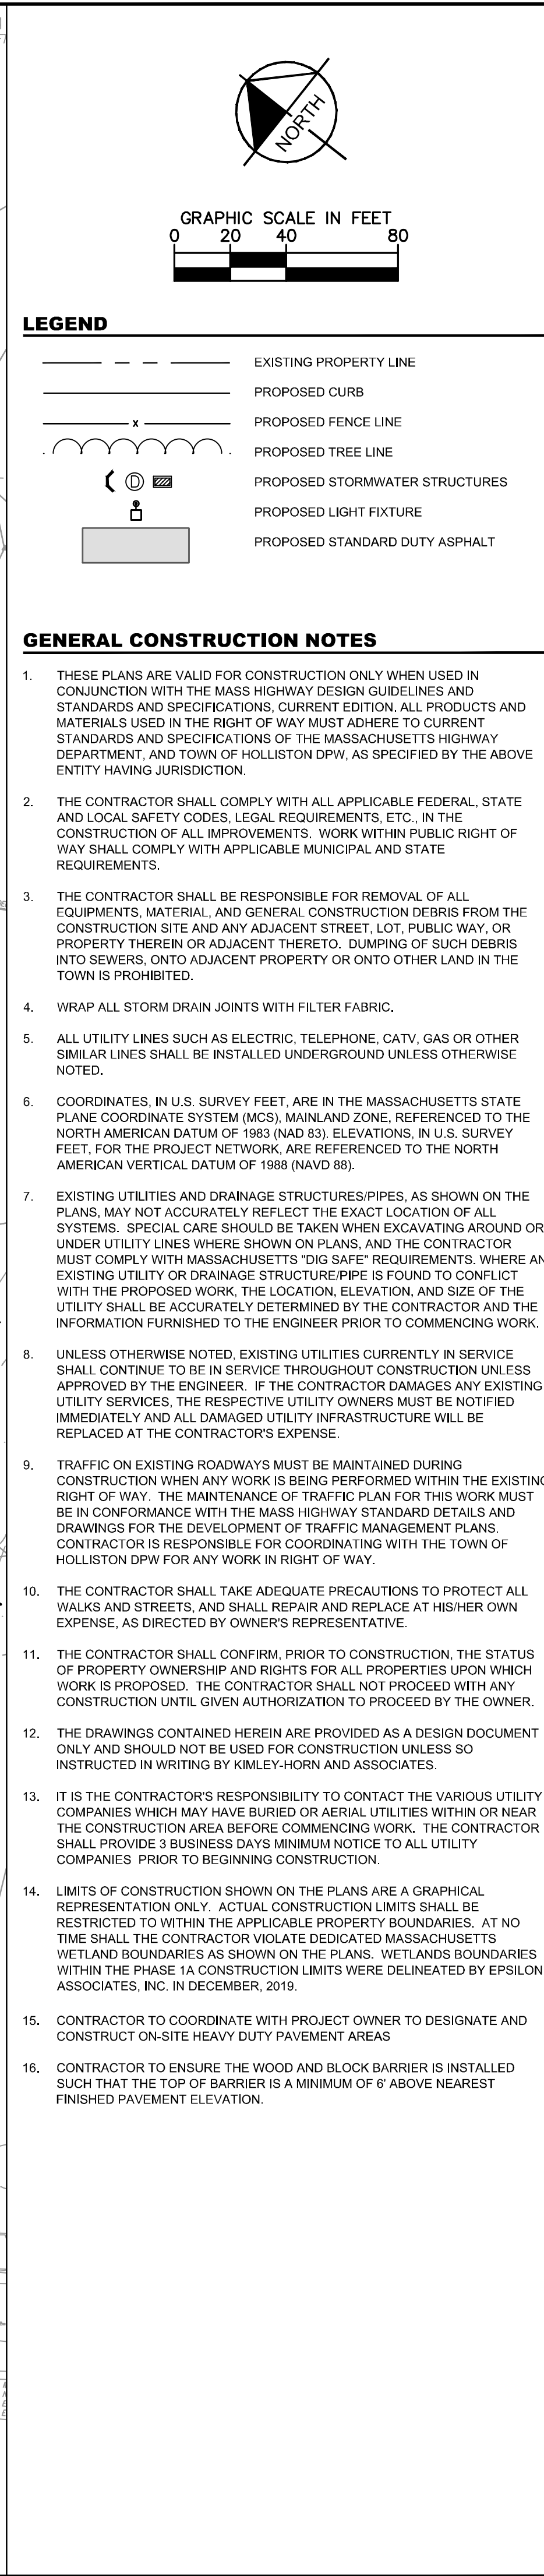 NORTH
GRAPHIC SCALE IN FEET
0 20 40 80
LEGEND
EXISTING PROPERTY LINE
PROPOSED CURB
x PROPOSED FENCE LINE
PROPOSED TREE LINE
D PROPOSED STORMWATER STRUCTURES
PROPOSED LIGHT FIXTURE
PROPOSED STANDARD DUTY ASPHALT
GENERAL CONSTRUCTION NOTES
1. THESE PLANS ARE VALID FOR CONSTRUCTION ONLY WHEN USED IN
CONJUNCTION WITH THE MASS HIGHWAY DESIGN GUIDELINES AND
STANDARDS AND SPECIFICATIONS, CURRENT EDITION. ALL PRODUCTS AND
MATERIALS USED IN THE RIGHT OF WAY MUST ADHERE TO CURRENT
STANDARDS AND SPECIFICATIONS OF THE MASSACHUSETTS HIGHWAY
DEPARTMENT, AND TOWN OF HOLLISTON DPW, AS SPECIFIED BY THE ABOVE
ENTITY HAVING JURISDICTION.
2. THE CONTRACTOR SHALL COMPLY WITH ALL APPLICABLE FEDERAL, STATE
AND LOCAL SAFETY CODES, LEGAL REQUIREMENTS, ETC., IN THE
CONSTRUCTION OF ALL IMPROVEMENTS. WORK WITHIN PUBLIC RIGHT OF
WAY SHALL COMPLY WITH APPLICABLE MUNICIPAL AND STATE
REQUIREMENTS.
3. THE CONTRACTOR SHALL BE RESPONSIBLE FOR REMOVAL OF ALL
EQUIPMENTS, MATERIAL, AND GENERAL CONSTRUCTION DEBRIS FROM THE
CONSTRUCTION SITE AND ANY ADJACENT STREET, LOT, PUBLIC WAY, OR
PROPERTY THEREIN OR ADJACENT THERETO. DUMPING OF SUCH DEBRIS
INTO SEWERS, ONTO ADJACENT PROPERTY OR ONTO OTHER LAND IN THE
TOWN IS PROHIBITED.
4. WRAP ALL STORM DRAIN JOINTS WITH FILTER FABRIC.
5. ALL UTILITY LINES SUCH AS ELECTRIC, TELEPHONE, CATV, GAS OR OTHER
SIMILAR LINES SHALL BE INSTALLED UNDERGROUND UNLESS OTHERWISE
NOTED.
6. COORDINATES, IN U.S. SURVEY FEET, ARE IN THE MASSACHUSETTS STATE
PLANE COORDINATE SYSTEM (MCS), MAINLAND ZONE, REFERENCED TO THE
NORTH AMERICAN DATUM OF 1983 (NAD 83). ELEVATIONS, IN U.S. SURVEY
FEET, FOR THE PROJECT NETWORK, ARE REFERENCED TO THE NORTH
AMERICAN VERTICAL DATUM OF 1988 (NAVD 88).
7. EXISTING UTILITIES AND DRAINAGE STRUCTURES/PIPES, AS SHOWN ON THE
PLANS, MAY NOT ACCURATELY REFLECT THE EXACT LOCATION OF ALL
SYSTEMS. SPECIAL CARE SHOULD BE TAKEN WHEN EXCAVATING AROUND OR
UNDER UTILITY LINES WHERE SHOWN ON PLANS, AND THE CONTRACTOR
MUST COMPLY WITH MASSACHUSETTS "DIG SAFE" REQUIREMENTS. WHERE AN
EXISTING UTILITY OR DRAINAGE STRUCTURE/PIPE IS FOUND TO CONFLICT
WITH THE PROPOSED WORK, THE LOCATION, ELEVATION, AND SIZE OF THE
UTILITY SHALL BE ACCURATELY DETERMINED BY THE CONTRACTOR AND THE
INFORMATION FURNISHED TO THE ENGINEER PRIOR TO COMMENCING WORK.
8. UNLESS OTHERWISE NOTED, EXISTING UTILITIES CURRENTLY IN SERVICE
SHALL CONTINUE TO BE IN SERVICE THROUGHOUT CONSTRUCTION UNLESS
APPROVED BY THE ENGINEER. IF THE CONTRACTOR DAMAGES ANY EXISTING
UTILITY SERVICES, THE RESPECTIVE UTILITY OWNERS MUST BE NOTIFIED
IMMEDIATELY AND ALL DAMAGED UTILITY INFRASTRUCTURE WILL BE
REPLACED AT THE CONTRACTOR'S EXPENSE.
9. TRAFFIC ON EXISTING ROADWAYS MUST BE MAINTAINED DURING
CONSTRUCTION WHEN ANY WORK IS BEING PERFORMED WITHIN THE EXISTING
RIGHT OF WAY. THE MAINTENANCE OF TRAFFIC PLAN FOR THIS WORK MUST
BE IN CONFORMANCE WITH THE MASS HIGHWAY STANDARD DETAILS AND
DRAWINGS FOR THE DEVELOPMENT OF TRAFFIC MANAGEMENT PLANS.
CONTRACTOR IS RESPONSIBLE FOR COORDINATING WITH THE TOWN OF
HOLLISTON DPW FOR ANY WORK IN RIGHT OF WAY.
10. THE CONTRACTOR SHALL TAKE ADEQUATE PRECAUTIONS TO PROTECT ALL
WALKS AND STREETS, AND SHALL REPAIR AND REPLACE AT HIS/HER OWN
EXPENSE, AS DIRECTED BY OWNER'S REPRESENTATIVE.
11. THE CONTRACTOR SHALL CONFIRM, PRIOR TO CONSTRUCTION, THE STATUS
OF PROPERTY OWNERSHIP AND RIGHTS FOR ALL PROPERTIES UPON WHICH
WORK IS PROPOSED. THE CONTRACTOR SHALL NOT PROCEED WITH ANY
CONSTRUCTION UNTIL GIVEN AUTHORIZATION TO PROCEED BY THE OWNER.
12. THE DRAWINGS CONTAINED HEREIN ARE PROVIDED AS A DESIGN DOCUMENT
ONLY AND SHOULD NOT BE USED FOR CONSTRUCTION UNLESS SO
INSTRUCTED IN WRITING BY KIMLEY-HORN AND ASSOCIATES.
13. IT IS THE CONTRACTOR'S RESPONSIBILITY TO CONTACT THE VARIOUS UTILITY
COMPANIES WHICH MAY HAVE BURIED OR AERIAL UTILITIES WITHIN OR NEAR
THE CONSTRUCTION AREA BEFORE COMMENCING WORK. THE CONTRACTOR
SHALL PROVIDE 3 BUSINESS DAYS MINIMUM NOTICE TO ALL UTILITY
COMPANIES PRIOR TO BEGINNING CONSTRUCTION.
14. LIMITS OF CONSTRUCTION SHOWN ON THE PLANS ARE A GRAPHICAL
REPRESENTATION ONLY. ACTUAL CONSTRUCTION LIMITS SHALL BE
RESTRICTED TO WITHIN THE APPLICABLE PROPERTY BOUNDARIES. AT NO
TIME SHALL THE CONTRACTOR VIOLATE DEDICATED MASSACHUSETTS
WETLAND BOUNDARIES AS SHOWN ON THE PLANS. WETLANDS BOUNDARIES
WITHIN THE PHASE 1A CONSTRUCTION LIMITS WERE DELINEATED BY EPSILON
ASSOCIATES, INC. IN DECEMBER, 2019.
15. CONTRACTOR TO COORDINATE WITH PROJECT OWNER TO DESIGNATE AND
CONSTRUCT ON-SITE HEAVY DUTY PAVEMENT AREAS
16. CONTRACTOR TO ENSURE THE WOOD AND BLOCK BARRIER IS INSTALLED
SUCH THAT THE TOP OF BARRIER IS A MINIMUM OF 6' ABOVE NEAREST
FINISHED PAVEMENT ELEVATION.